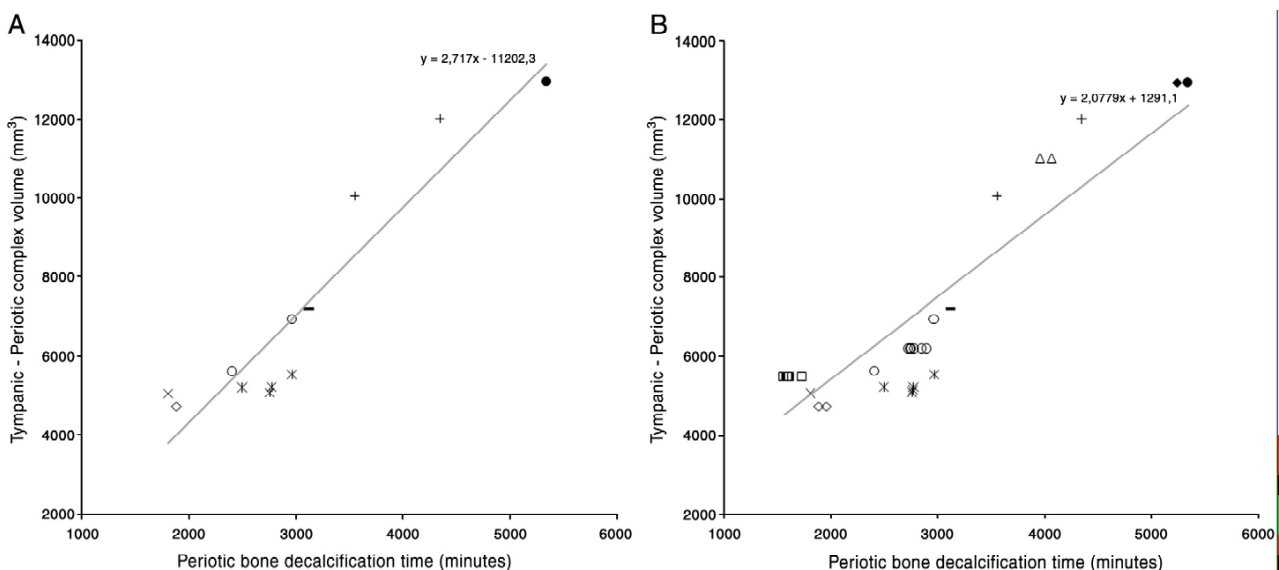 A
14000
12000
10000
8000
6000
4000
2000
Tympanic - Periotic complex volume (mm³)
y = 2,717x - 11202,3
1000 2000 3000 4000 5000 6000
Periotic bone decalcification time (minutes)
B
14000
12000
10000
8000
6000
4000
2000
Tympanic - Periotic complex volume (mm³)
y = 2,0779x + 1291,1
1000 2000 3000 4000 5000 6000
Periotic bone decalcification time (minutes)